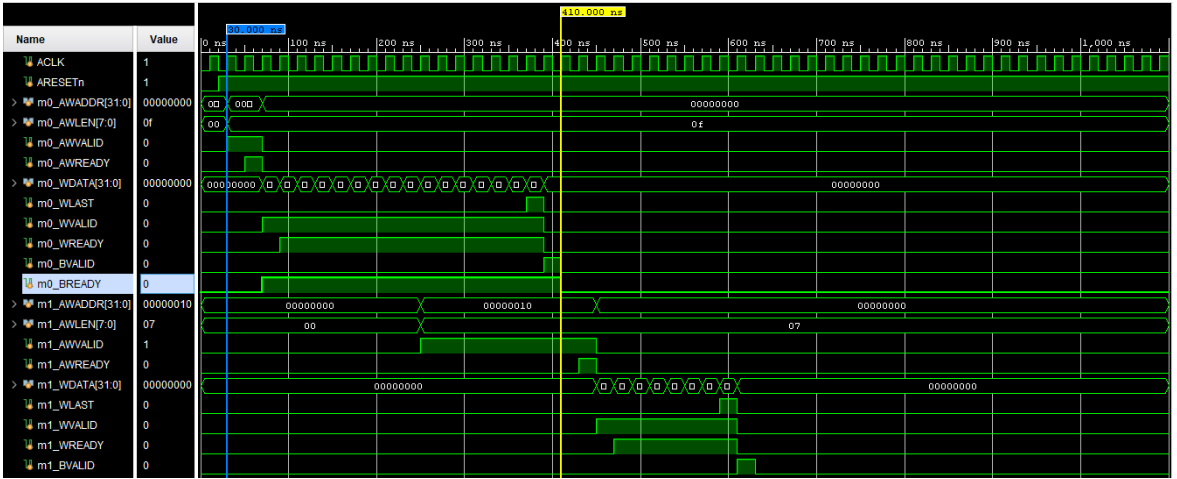 410.000 ns
30.000 ns
Name Value
0 ns 100 ns 200 ns 300 ns 400 ns 500 ns 600 ns 700 ns 800 ns 900 ns 1,000 ns
ACLK 1
ARESETn 1
m0_AWADDR[31:0] 00000000 00 000 00000000
m0_AWLEN[7:0] 0f 00 0f
m0_AWVALID 0
m0_AWREADY 0
m0_WDATA[31:0] 00000000 00000000 00000000
m0_WLAST 0
m0_WVALID 0
m0_WREADY 0
m0_BVALID 0
m0_BREADY 0
m1_AWADDR[31:0] 00000010 00000000 00000010 00000000
m1_AWLEN[7:0] 07 00 07
m1_AWVALID 1
m1_AWREADY 0
m1_WDATA[31:0] 00000000 00000000 00000000
m1_WLAST 0
m1_WVALID 0
m1_WREADY 0
m1_BVALID 0